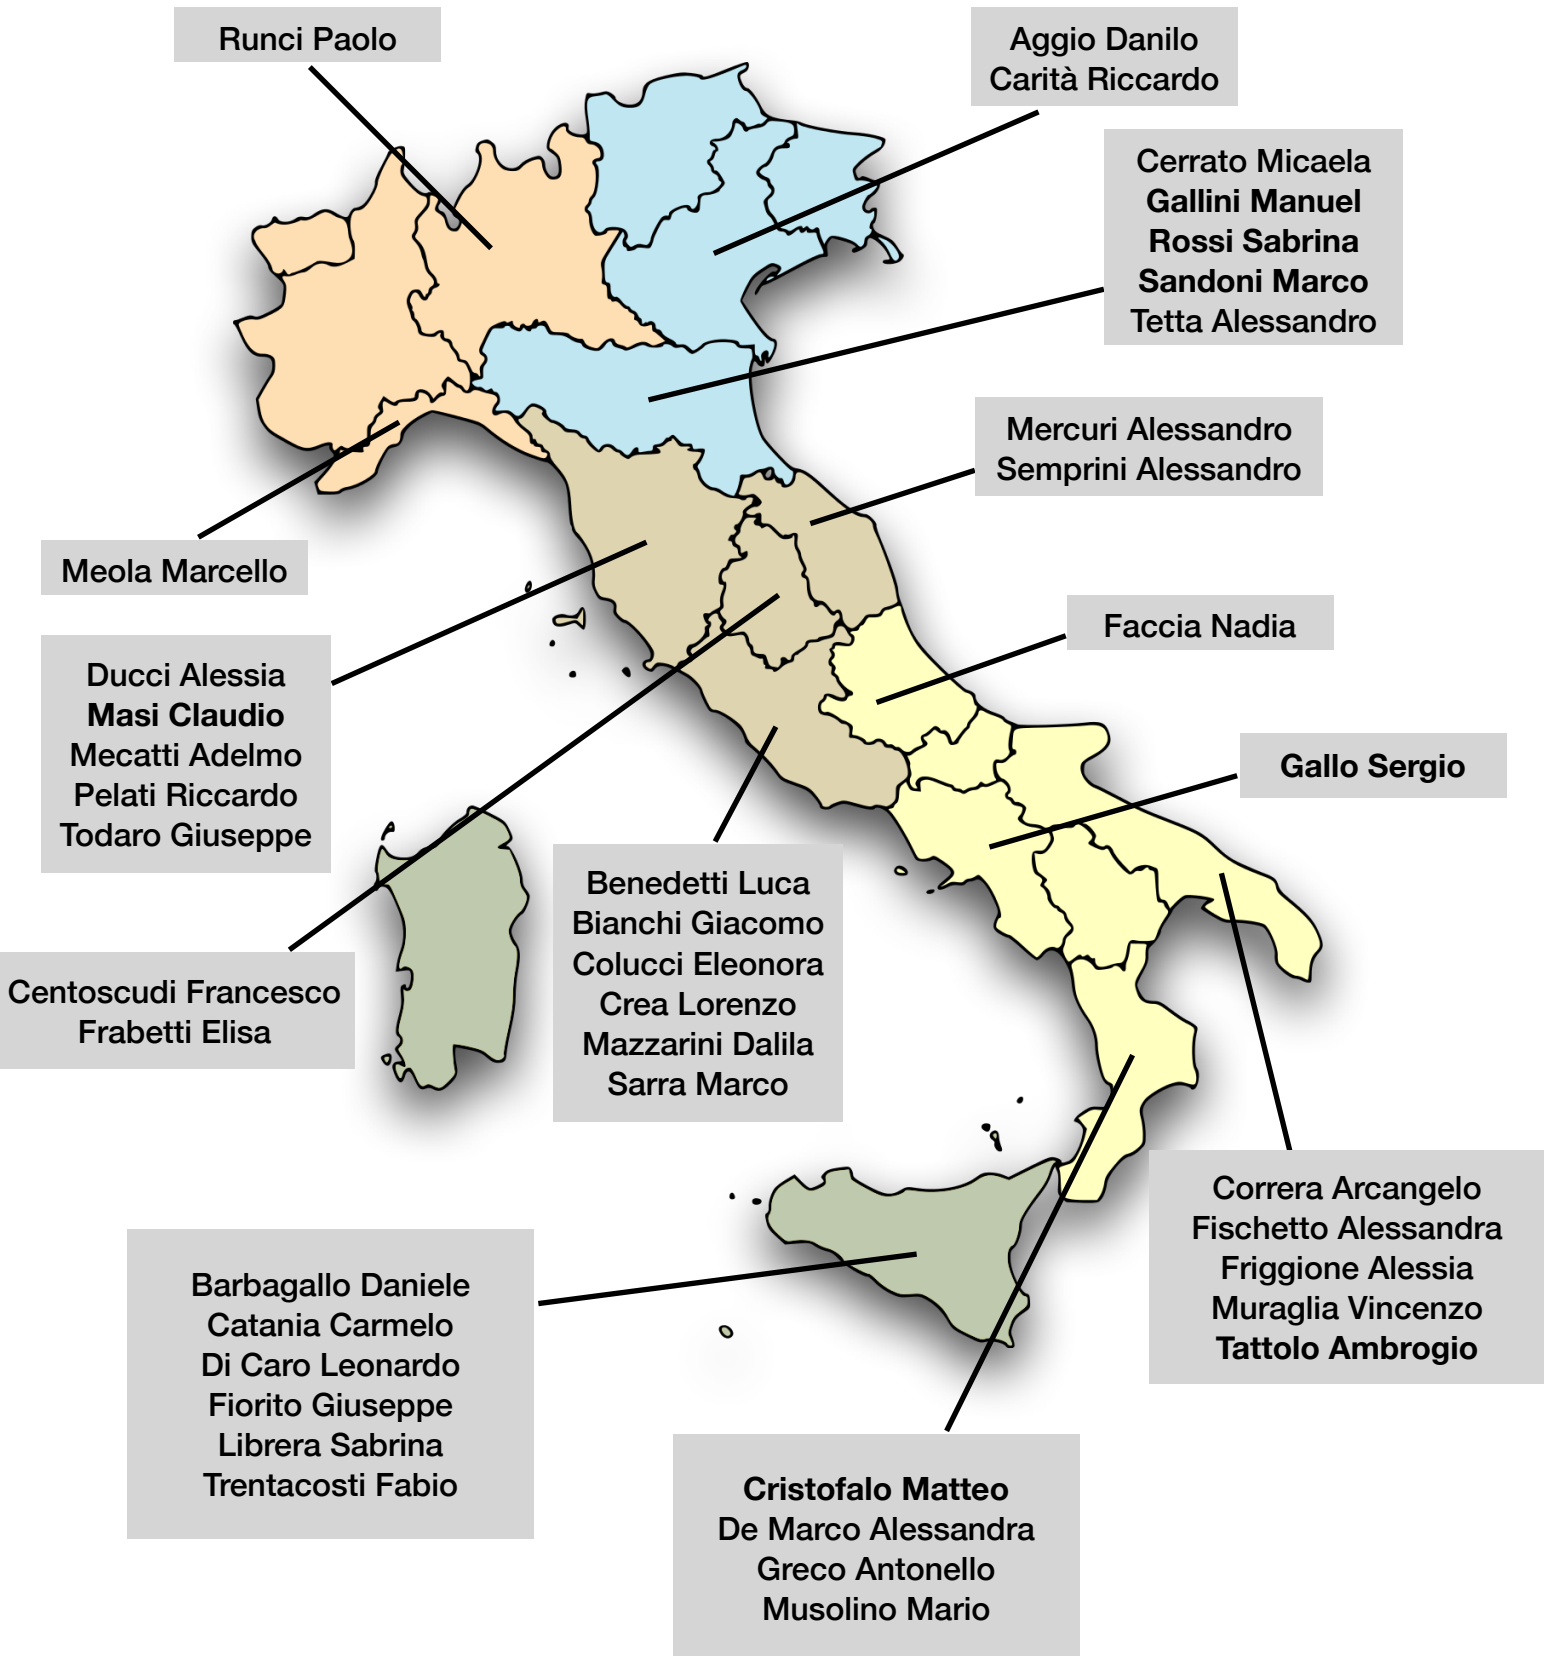 Runci Paolo
Aggio Danilo
Carità Riccardo
Cerrato Micaela
Gallini Manuel
Rossi Sabrina
Sandoni Marco
Tetta Alessandro
Mercuri Alessandro
Semprini Alessandro
Meola Marcello
Faccia Nadia
Ducci Alessia
Masi Claudio
Mecatti Adelmo
Pelati Riccardo
Todaro Giuseppe
Gallo Sergio
Benedetti Luca
Bianchi Giacomo
Colucci Eleonora
Crea Lorenzo
Mazzarini Dalila
Sarra Marco
Centoscudi Francesco
Frabetti Elisa
Correra Arcangelo
Fischetto Alessandra
Friggione Alessia
Muraglia Vincenzo
Tattolo Ambrogio
Barbagallo Daniele
Catania Carmelo
Di Caro Leonardo
Fiorito Giuseppe
Librera Sabrina
Trentacosti Fabio
Cristofalo Matteo
De Marco Alessandra
Greco Antonello
Musolino Mario